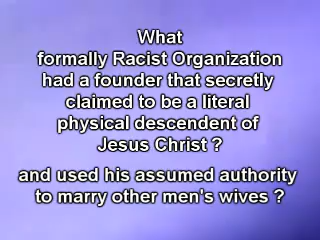 What
formally Racist Organization
had a founder that secretly
claimed to be a literal
physical descendent of
Jesus Christ ?
and used his assumed authority
to marry other men's wives ?